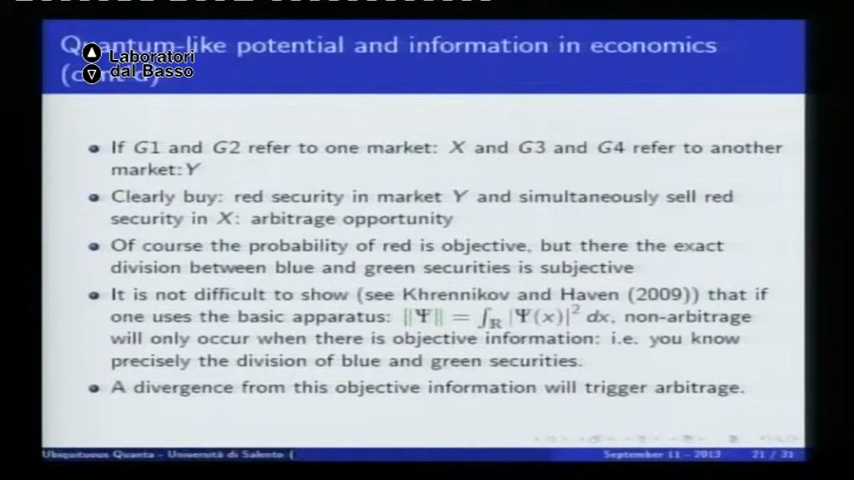 Quantum-like potential and information in economics
(cont'd)
Laboratori
dal Basso
If G1 and G2 refer to one market: X and G3 and G4 refer to another
market:Y
Clearly buy: red security in market Y and simultaneously sell red
security in X: arbitrage opportunity
Of course the probability of red is objective, but there the exact
division between blue and green securities is subjective
It is not difficult to show (see Khrennikov and Haven (2009)) that if
one uses the basic apparatus: ||Ψ|| = ∫ℝ |Ψ(x)|² dx, non-arbitrage
will only occur when there is objective information: i.e. you know
precisely the division of blue and green securities.
A divergence from this objective information will trigger arbitrage.
Ubiquituous Quanta - Università di Salento (
September 11 - 2013 21 / 31